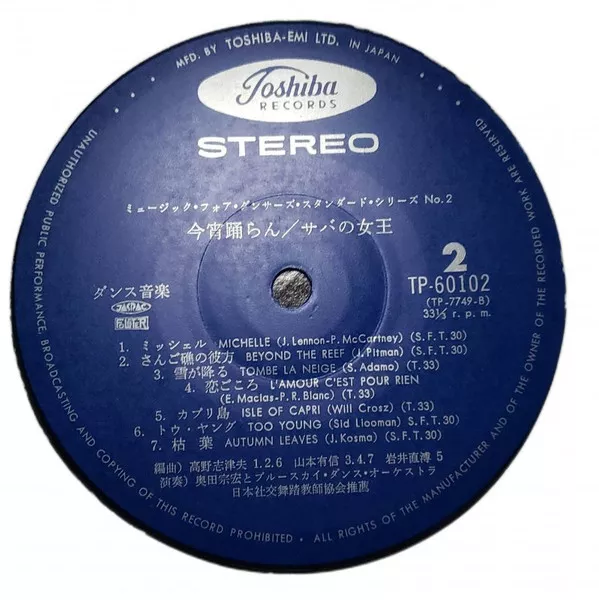 MFD. BY TOSHIBA-EMI LTD. IN JAPAN
Toshiba
RECORDS
STEREO
ミュージック・フォア・ダンサーズ・スタンダード・シリーズ No.2
今宵踊らん/サバの女王
2
TP-60102
(TP-7749-B)
33⅓ r. p. m.
ダンス音楽
JASRAC
1. ミッシェル MICHELLE (J. Lennon-P. McCartney) (S. F. T. 30)
2. さんご礁の彼方 BEYOND THE REEF (J. Pitman) (S. F. T. 30)
3. 雪が降る TOMBE LA NEIGE (S. Adamo) (T. 33)
4. 恋ごころ L'AMOUR C'EST POUR RIEN
(E. Macias-P. R. Blanc) (T. 33)
5. カプリ島 ISLE OF CAPRI (Will Crosz) (T. 33)
6. トウ・ヤング TOO YOUNG (Sid Liooman) (S. F. T. 30)
7. 枯葉 AUTUMN LEAVES (J. Kosma) (S. F. T. 30)
編曲) 高野志津夫 1.2.6 山本有信 3.4.7 岩井直溥 5
演奏) 奥田宗宏とブルースカイ・ダンス・オーケストラ
日本社交舞踏教師協会推薦
UNAUTHORIZED PUBLIC PERFORMANCE, BROADCASTING AND COPYING OF THIS RECORD PROHIBITED • ALL RIGHTS OF THE MANUFACTURER AND OF THE OWNER OF THE RECORDED WORK ARE RESERVED